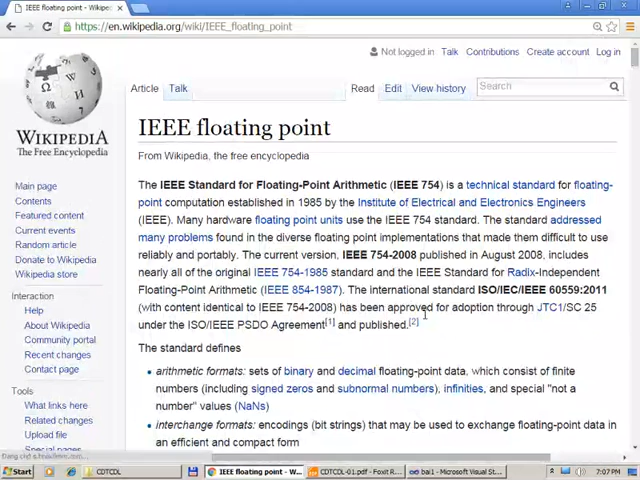 IEEE floating point - Wikipe
https://en.wikipedia.org/wiki/IEEE_floating_point
Not logged in Talk Contributions Create account Log in
Article Talk Read Edit View history Search
WIKIPEDIA
The Free Encyclopedia
Main page
Contents
Featured content
Current events
Random article
Donate to Wikipedia
Wikipedia store
Interaction
Help
About Wikipedia
Community portal
Recent changes
Contact page
Tools
What links here
Related changes
Upload file
Special pages
IEEE floating point
From Wikipedia, the free encyclopedia
The IEEE Standard for Floating-Point Arithmetic (IEEE 754) is a technical standard for floating-
point computation established in 1985 by the Institute of Electrical and Electronics Engineers
(IEEE). Many hardware floating point units use the IEEE 754 standard. The standard addressed
many problems found in the diverse floating point implementations that made them difficult to use
reliably and portably. The current version, IEEE 754-2008 published in August 2008, includes
nearly all of the original IEEE 754-1985 standard and the IEEE Standard for Radix-Independent
Floating-Point Arithmetic (IEEE 854-1987). The international standard ISO/IEC/IEEE 60559:2011
(with content identical to IEEE 754-2008) has been approved for adoption through JTC1/SC 25
under the ISO/IEEE PSDO Agreement[1] and published.[2]
The standard defines
• arithmetic formats: sets of binary and decimal floating-point data, which consist of finite
numbers (including signed zeros and subnormal numbers), infinities, and special "not a
number" values (NaNs)
• interchange formats: encodings (bit strings) that may be used to exchange floating-point data in
an efficient and compact form
Start CDTCDL IEEE floating point - W... CDTCDL-01.pdf - Foxit R... bai1 - Microsoft Visual St... 7:07 PM